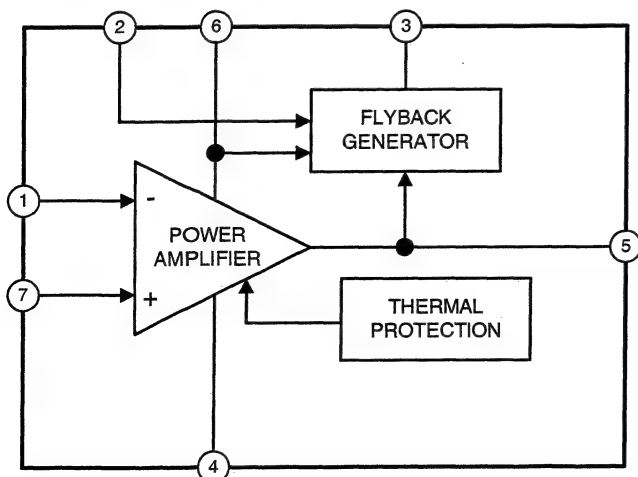 2 6 3
FLYBACK
GENERATOR
1
-
POWER
AMPLIFIER
5
7
+
THERMAL
PROTECTION
4